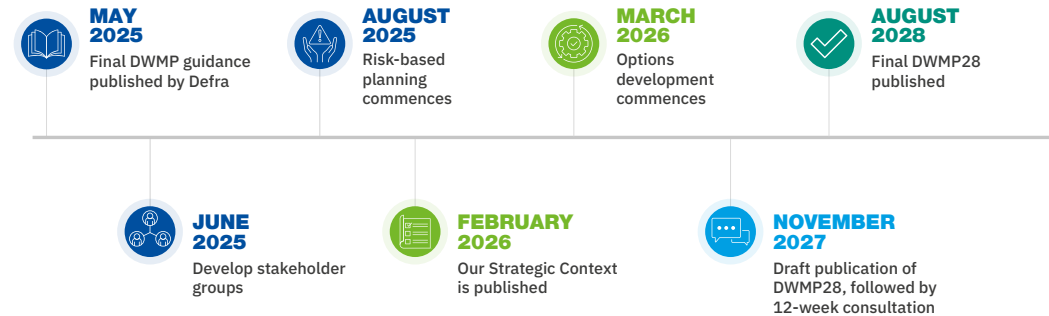 MAY
2025
Final DWMP guidance
published by Defra
AUGUST
2025
Risk-based
planning
commences
MARCH
2026
Options
development
commences
AUGUST
2028
Final DWMP28
published
JUNE
2025
Develop stakeholder
groups
FEBRUARY
2026
Our Strategic Context
is published
NOVEMBER
2027
Draft publication of
DWMP28, followed by
12-week consultation